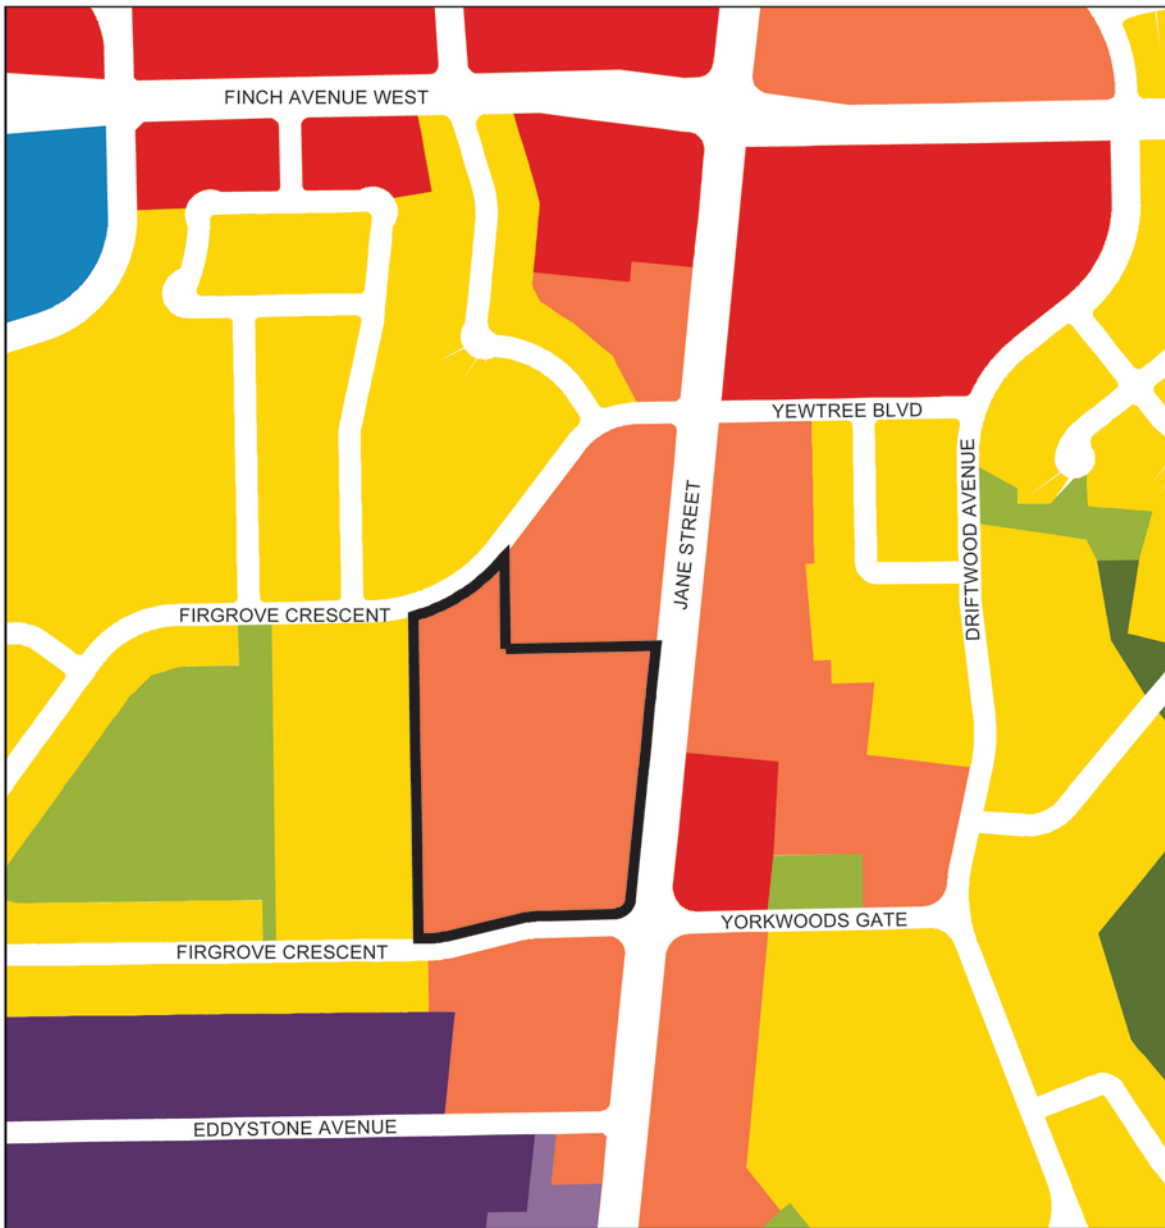 FINCH AVENUE WEST
YEWTREE BLVD
DRIFTWOOD AVENUE
JANE STREET
FIRGROVE CRESCENT
YORKWOODS GATE
FIRGROVE CRESCENT
EDDYSTONE AVENUE